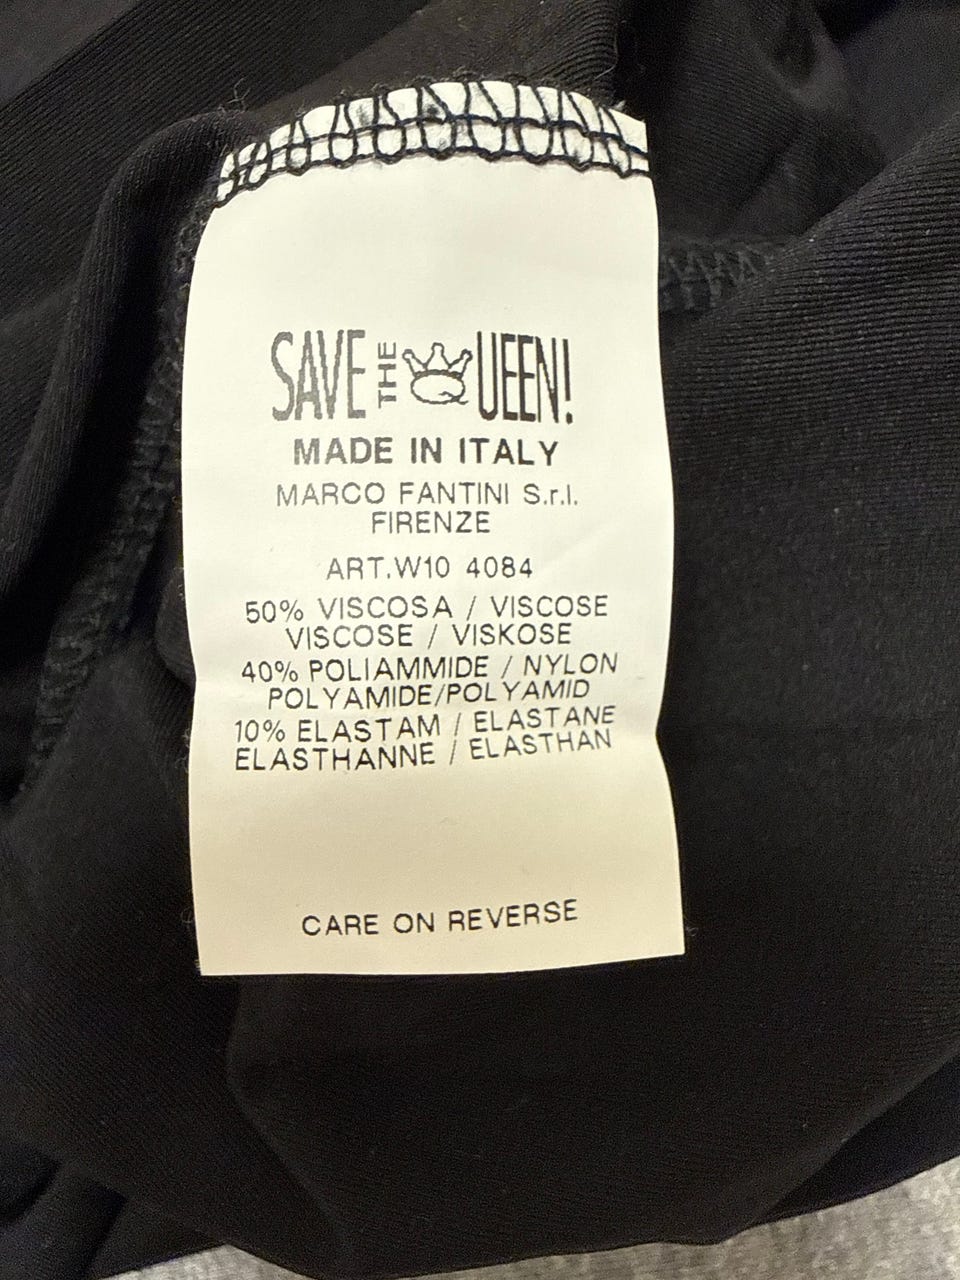 SAVE THE QUEEN!
MADE IN ITALY
MARCO FANTINI S.r.l.
FIRENZE
ART.W10 4084
50% VISCOSA / VISCOSE
VISCOSE / VISKOSE
40% POLIAMMIDE / NYLON
POLYAMIDE/POLYAMID
10% ELASTAM / ELASTANE
ELASTHANNE / ELASTHAN
CARE ON REVERSE